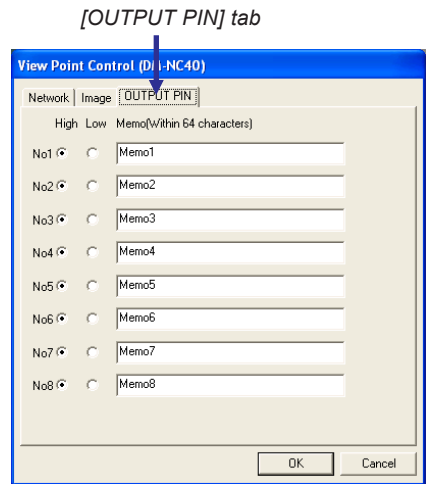 [OUTPUT PIN] tab
View Point Control (DM-NC40)
Network Image OUTPUT PIN
High Low Memo(Within 64 characters)
No1 Memo1
No2 Memo2
No3 Memo3
No4 Memo4
No5 Memo5
No6 Memo6
No7 Memo7
No8 Memo8
OK Cancel